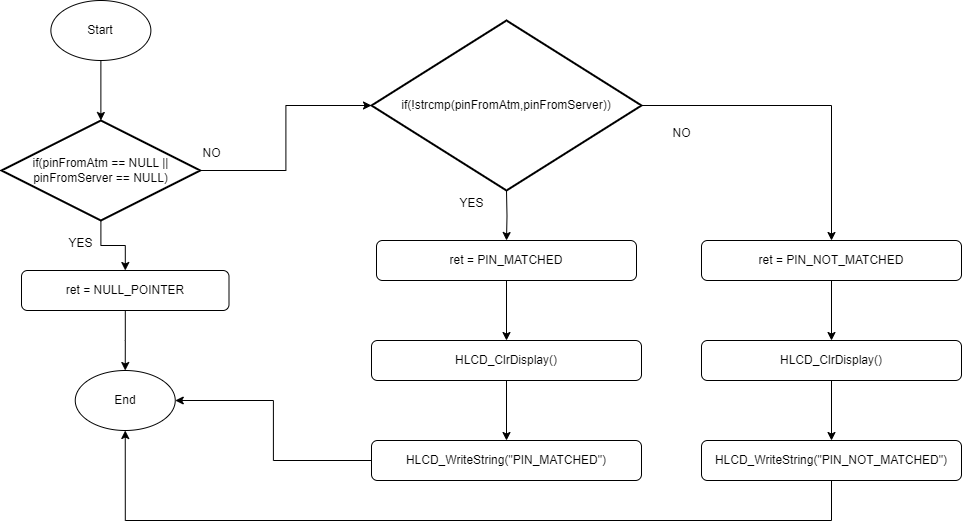 Start
if(pinFromAtm == NULL ||
pinFromServer == NULL)
NO
YES
ret = NULL_POINTER
End
if(!strcmp(pinFromAtm,pinFromServer))
YES
NO
ret = PIN_MATCHED
HLCD_ClrDisplay()
HLCD_WriteString("PIN_MATCHED")
ret = PIN_NOT_MATCHED
HLCD_ClrDisplay()
HLCD_WriteString("PIN_NOT_MATCHED")